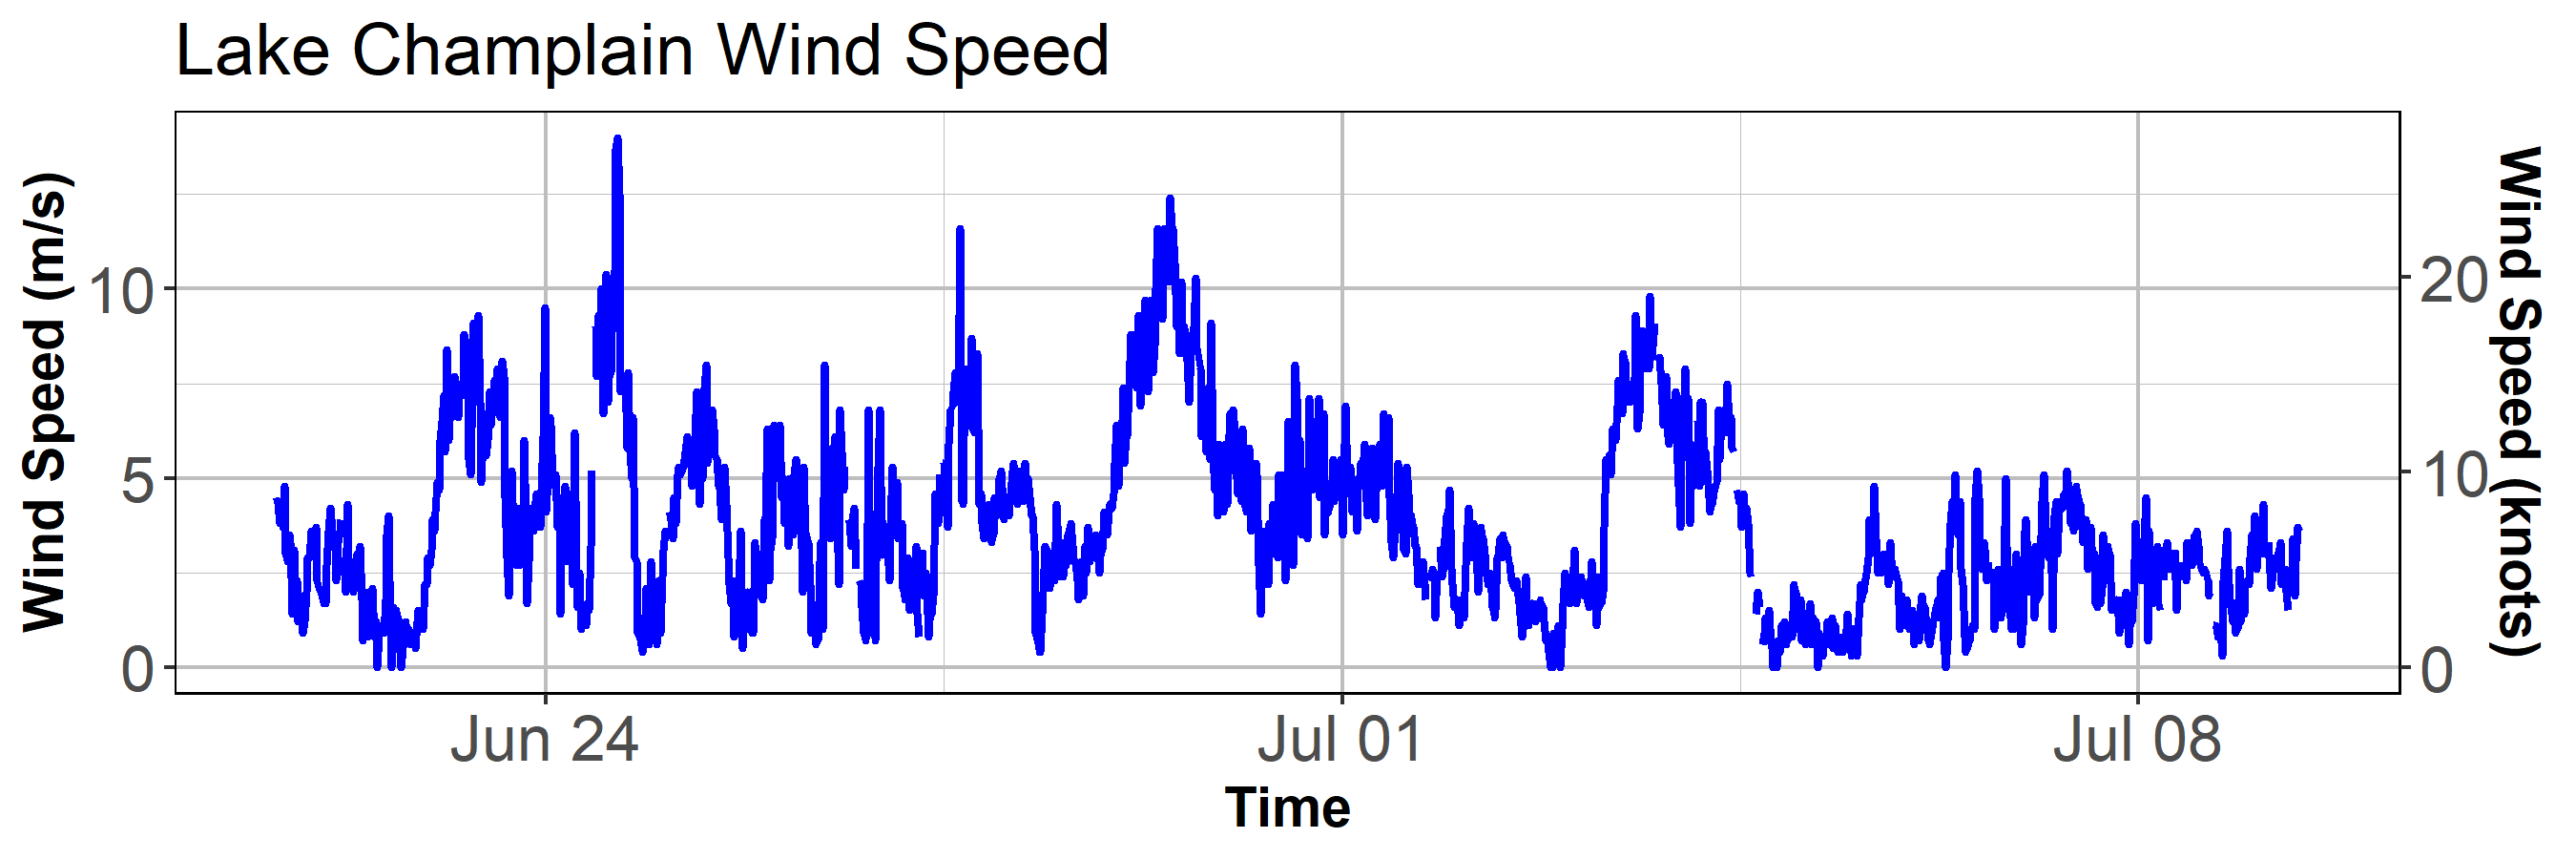 Lake Champlain Wind Speed
Wind Speed (m/s)
10
5
0
20
10
0
Wind Speed (knots)
Jun 24
Jul 01
Jul 08
Time